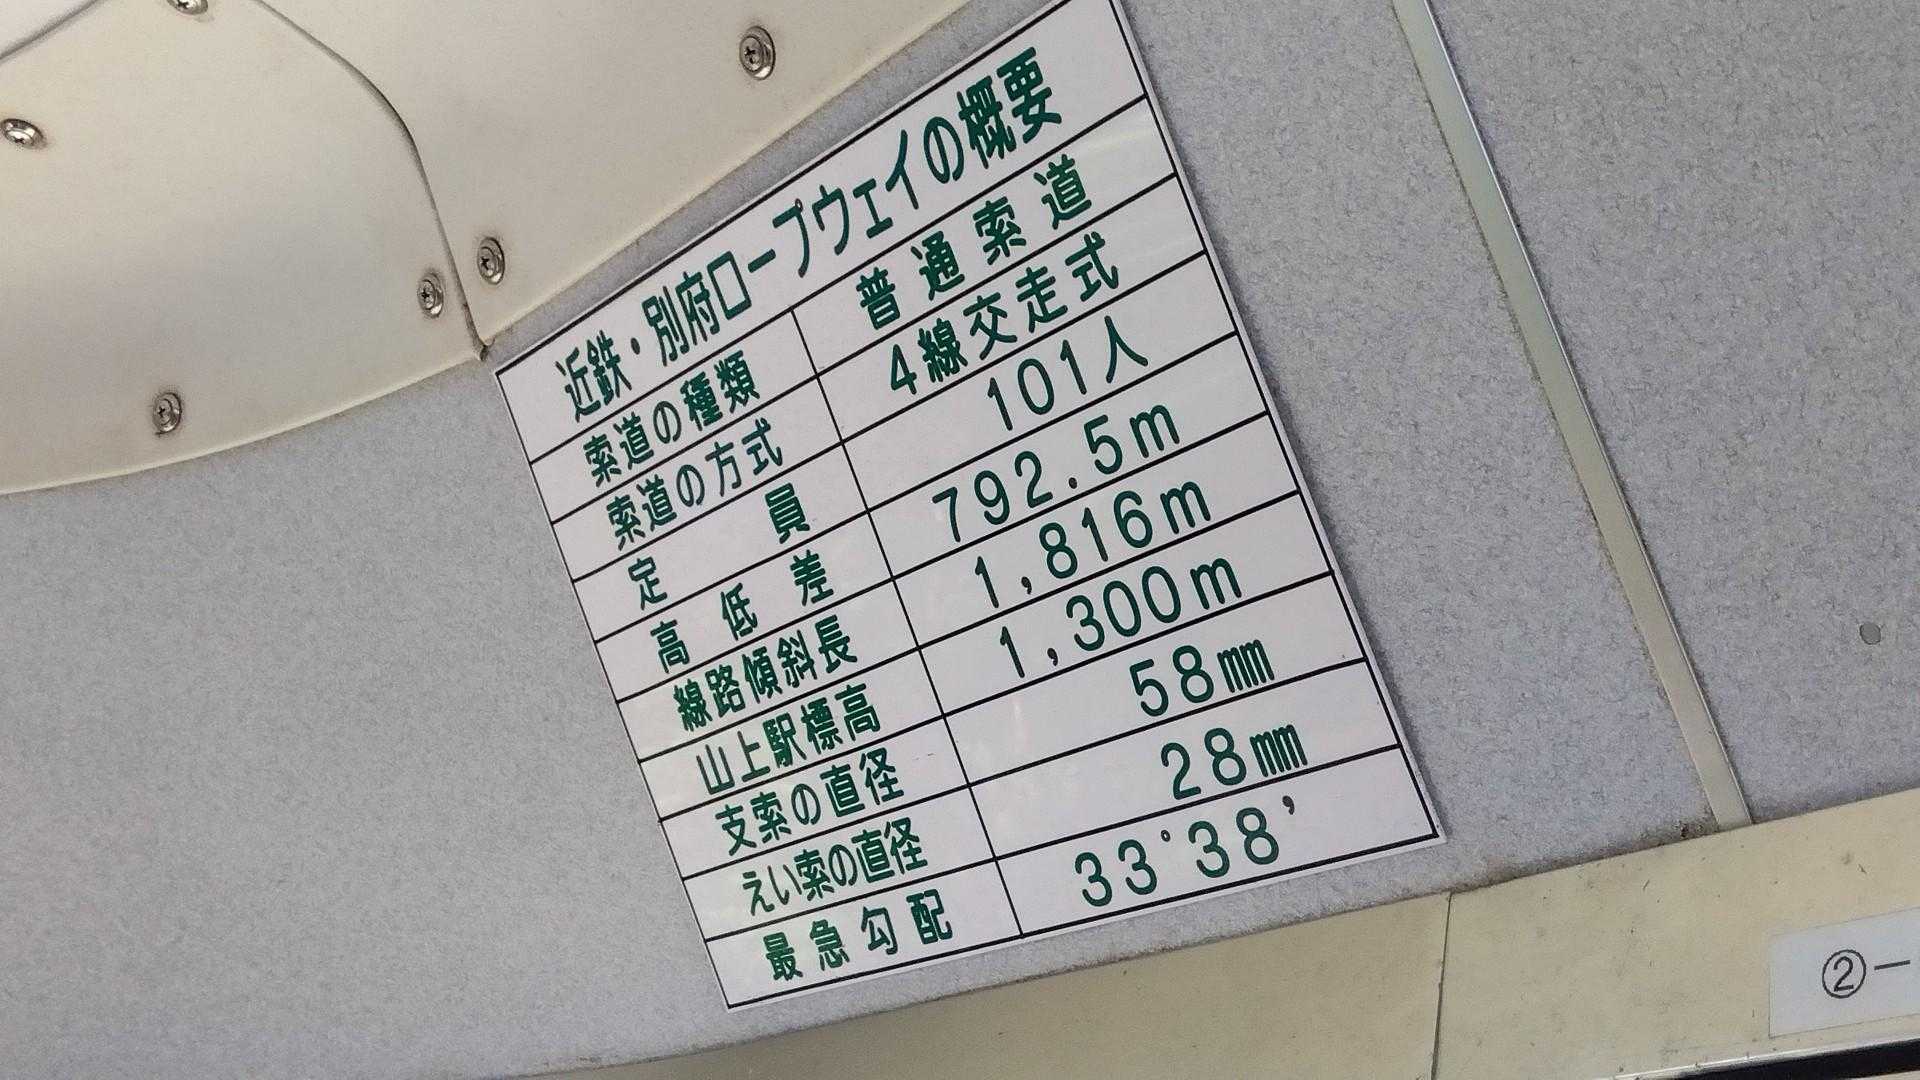 近鉄・別府ロープウェイの概要
索道の種類 普通索道
索道の方式 4線交走式
定員 101人
高低差 792.5m
線路傾斜長 1,816m
山上駅標高 1,300m
支索の直径 58㎜
えい索の直径 28㎜
最急勾配 33°38’
②ー